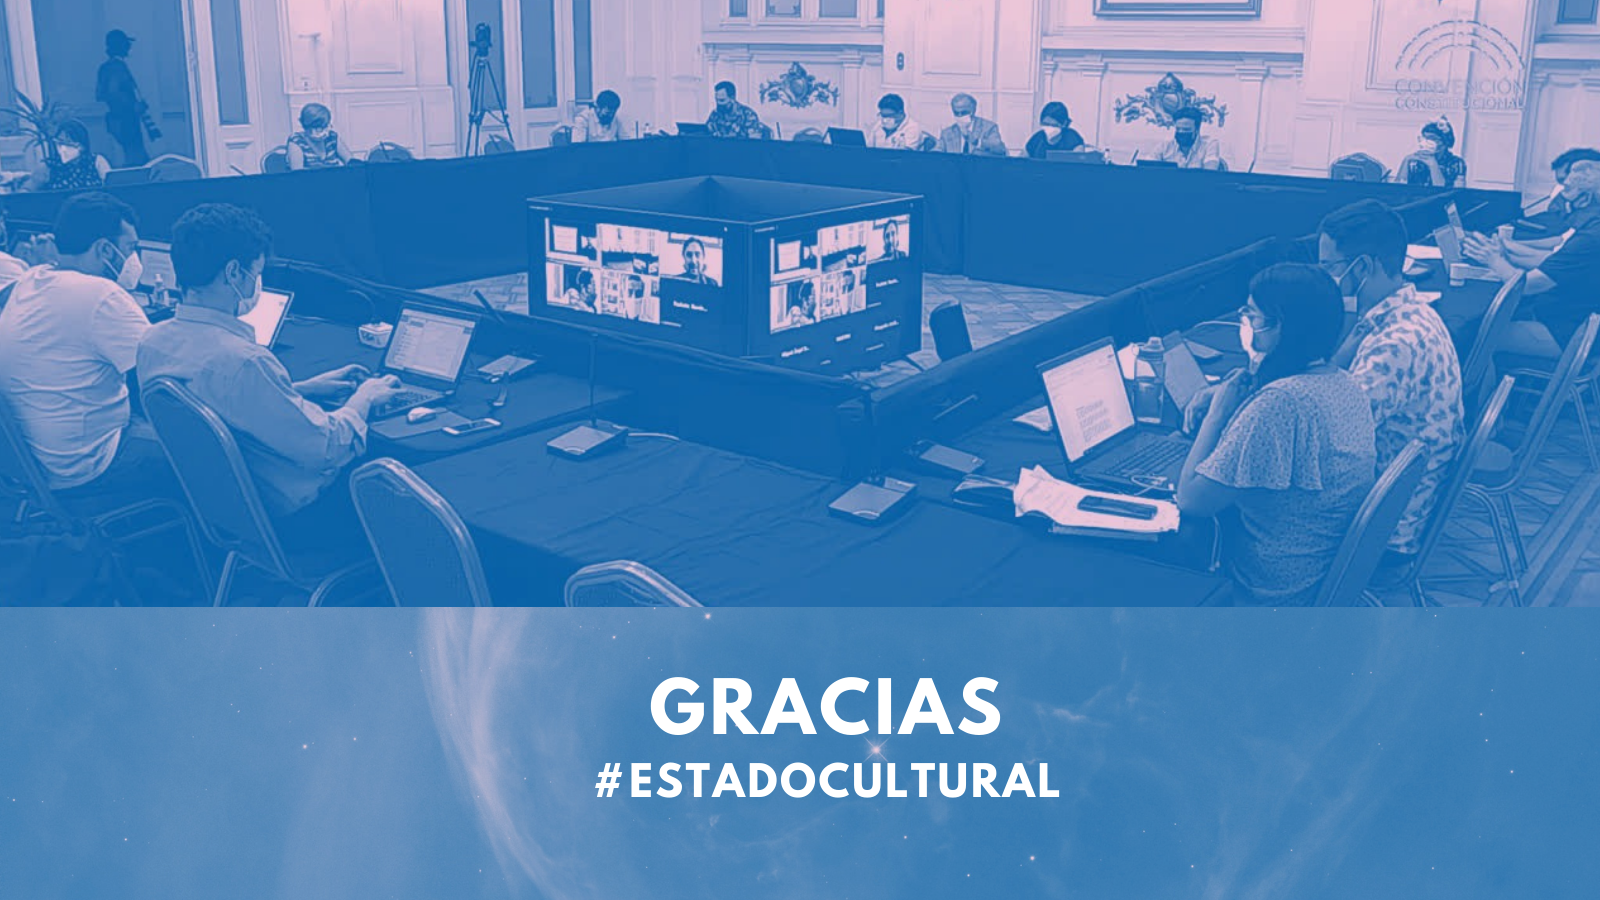 CONVENCIÓN
CONSTITUCIONAL
GRACIAS
#ESTADOCULTURAL